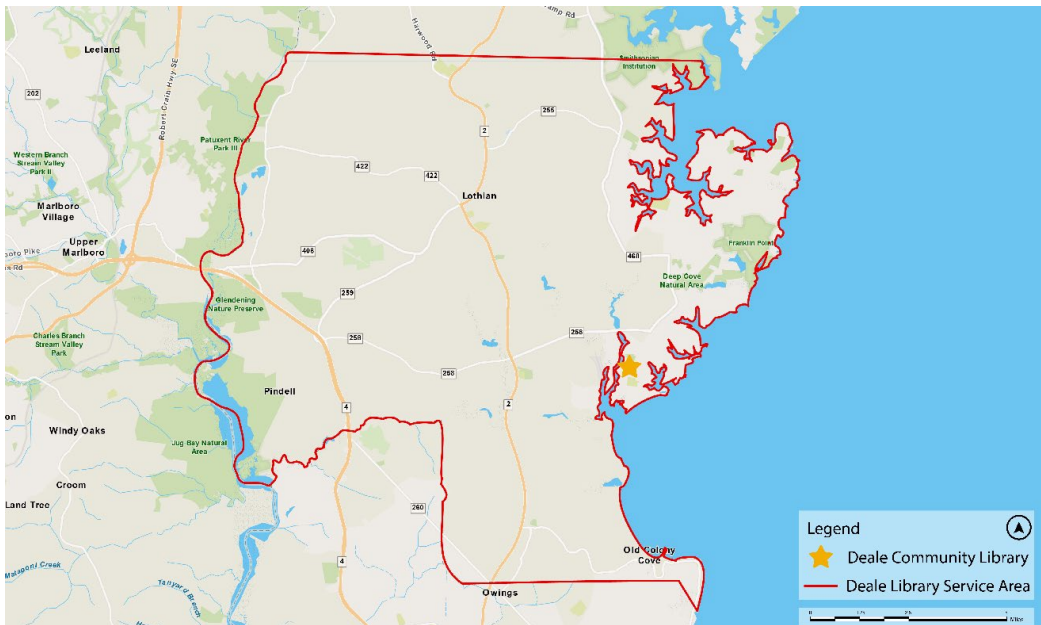 Leeland
Harwood Rd
Smithsonian
Institution
202
Robert Crain Hwy SE
2
255
Patuxent River
Park III
Western Branch
Stream Valley
Park II
422
422
Marlboro
Village
Lothian
Upper
Marlboro
408
468
Franklin Point
Deep Cove
Natural Area
Glendening
Nature Preserve
259
258
258
Charles Branch
Stream Valley
Park
258
Pindell
4
2
Windy Oaks
Jug Bay Natural
Area
Croom
Land Tree
260
4
Old Colony
Cove
Mataponi Creek
Owings
Branch
Legend
Deale Community Library
Deale Library Service Area